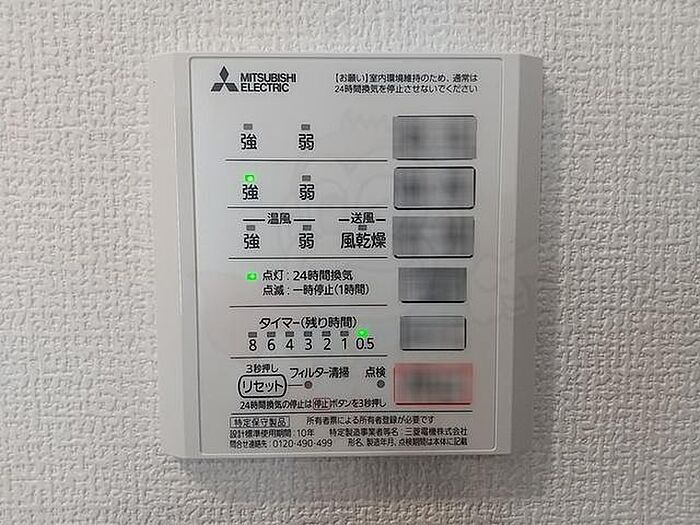 MITSUBISHI
ELECTRIC
【お願い】室内環境維持のため、通常は
24時間換気を停止させないでください
強 弱
強 弱
温風 送風
強 弱 風乾燥
点灯:24時間換気
点滅:一時停止(1時間)
タイマー(残り時間)
8 6 4 3 2 1 0.5
3秒押し
リセット フィルター清掃 点検
24時間換気の停止は停止ボタンを3秒押し
特定保守製品 所有者票による所有者登録が必要です
設計標準使用期間:10年 特定製造事業者等名:三菱電機株式会社
問合せ連絡先:0120-490-499 形名、製造年月、点検期間は本体に記載